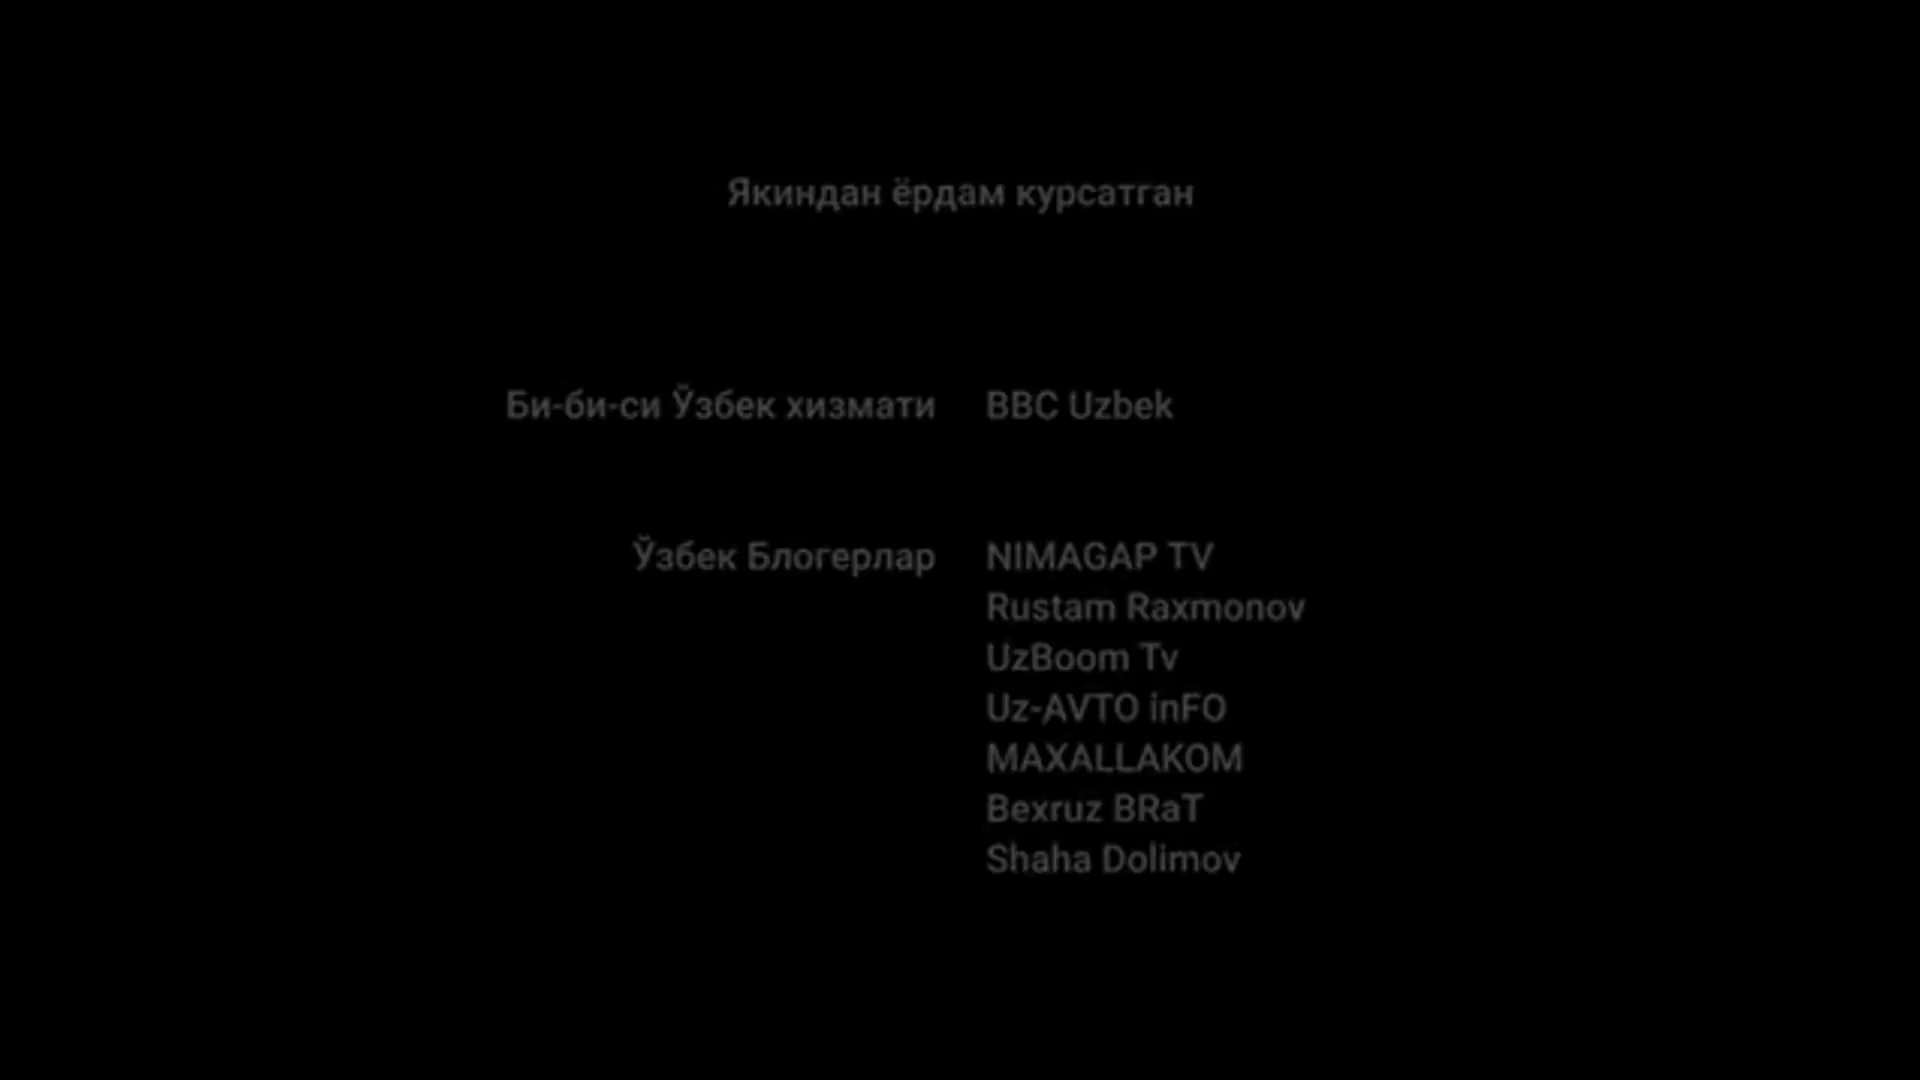 Якиндан ёрдам курсатган
Би-би-си Ўзбек хизмати BBC Uzbek
Ўзбек Блогерлар NIMAGAP TV
Rustam Raxmonov
UzBoom Tv
Uz-AVTO inFO
MAXALLAKOM
Bexruz BRaT
Shaha Dolimov